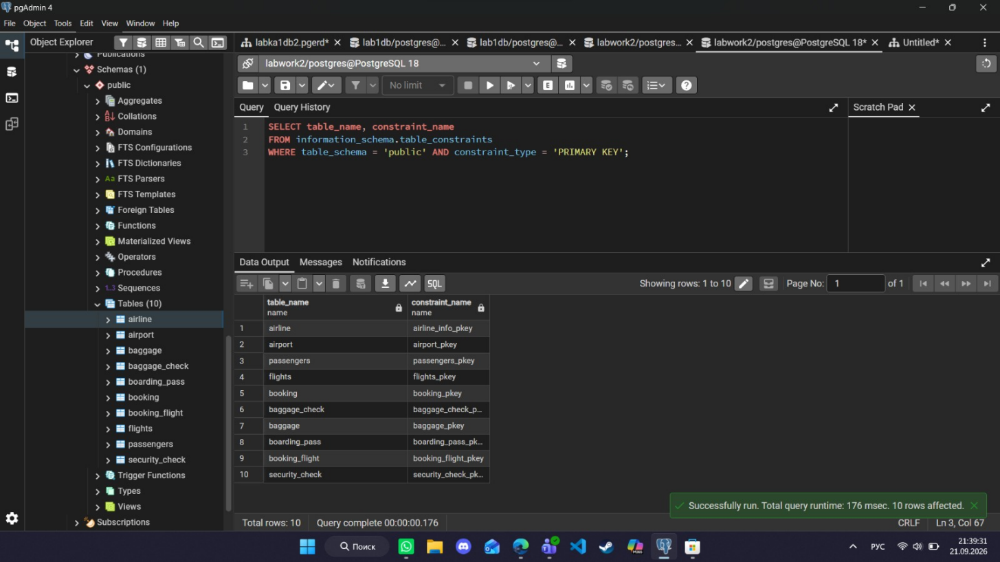 pgAdmin 4
File Object Tools Edit View Window Help
Object Explorer
labka1db2.pgerd* lab1db/postgres@... lab1db/postgres@... labwork2/postgres... labwork2/postgres@PostgreSQL 18* Untitled*
Publications
Schemas (1)
public
Aggregates
Collations
Domains
FTS Configurations
FTS Dictionaries
Aa FTS Parsers
FTS Templates
Foreign Tables
Functions
Materialized Views
Operators
Procedures
1..3 Sequences
Tables (10)
airline
airport
baggage
baggage_check
boarding_pass
booking
booking_flight
flights
passengers
security_check
Trigger Functions
Types
Views
Subscriptions
labwork2/postgres@PostgreSQL 18
No limit
E
Query Query History
Scratch Pad
1 SELECT table_name, constraint_name
2 FROM information_schema.table_constraints
3 WHERE table_schema = 'public' AND constraint_type = 'PRIMARY KEY';
Data Output Messages Notifications
SQL
Showing rows: 1 to 10
Page No: 1 of 1
table_name constraint_name
name name
1 airline airline_info_pkey
2 airport airport_pkey
3 passengers passengers_pkey
4 flights flights_pkey
5 booking booking_pkey
6 baggage_check baggage_check_p...
7 baggage baggage_pkey
8 boarding_pass boarding_pass_pk...
9 booking_flight booking_flight_pkey
10 security_check security_check_pk...
Successfully run. Total query runtime: 176 msec. 10 rows affected.
Total rows: 10 Query complete 00:00:00.176 CRLF Ln 3, Col 67
Поиск
РУС
21:39:31
21.09.2026